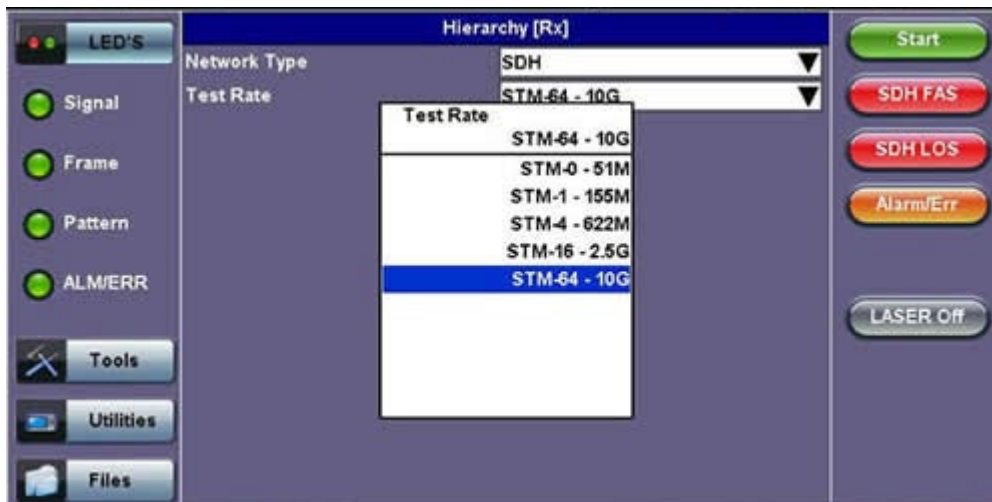 LED'S
Signal
Frame
Pattern
ALM/ERR
Tools
Utilities
Files
Hierarchy [Rx]
Network Type
SDH
Test Rate
STM-64 - 10G
Test Rate
STM-64 - 10G
STM-0 - 51M
STM-1 - 155M
STM-4 - 622M
STM-16 - 2.5G
STM-64 - 10G
Start
SDH FAS
SDH LOS
Alarm/Err
LASER Off